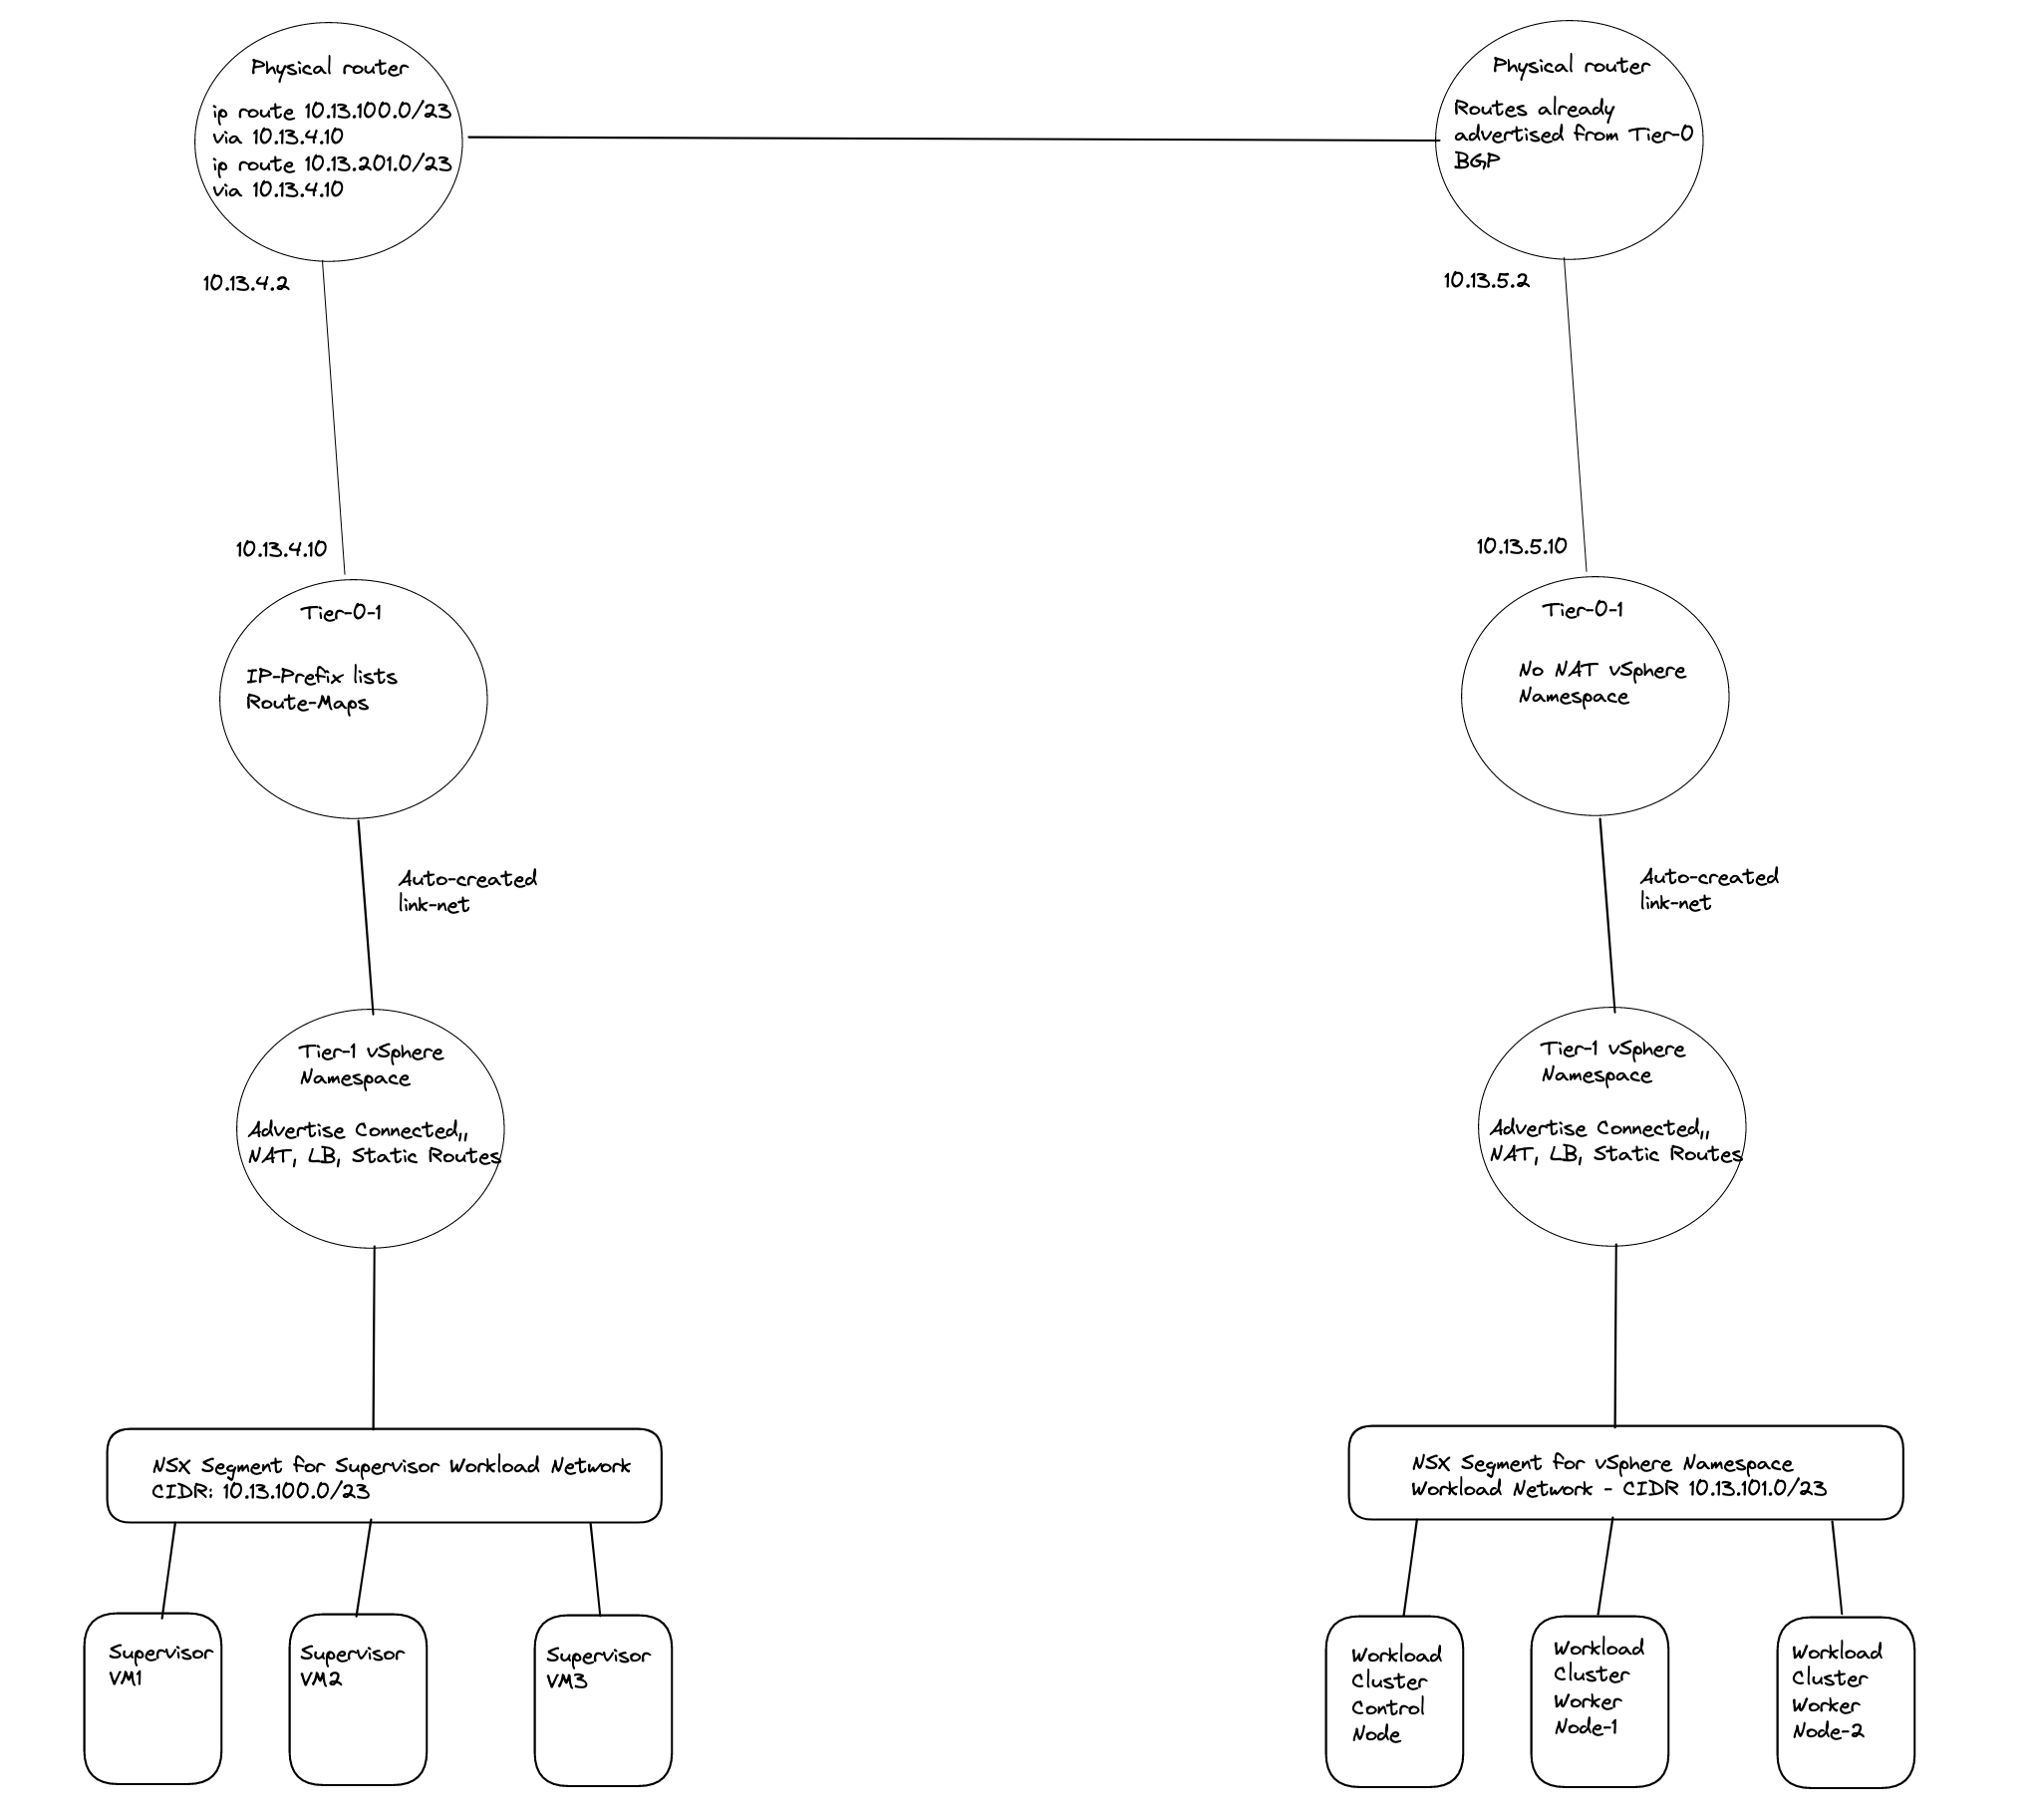 Physical router
ip route 10.13.100.0/23
via 10.13.4.10
ip route 10.13.201.0/23
via 10.13.4.10
10.13.4.2
10.13.4.10
Tier-0-1
IP-Prefix lists
Route-Maps
Auto-created
link-net
Tier-1 vSphere
Namespace
Advertise Connected,,
NAT, LB, Static Routes
NSX Segment for Supervisor Workload Network
CIDR: 10.13.100.0/23
Supervisor
VM1
Supervisor
VM2
Supervisor
VM3
Physical router
Routes already
advertised from Tier-0
BGP
10.13.5.2
10.13.5.10
Tier-0-1
No NAT vSphere
Namespace
Auto-created
link-net
Tier-1 vSphere
Namespace
Advertise Connected,,
NAT, LB, Static Routes
NSX Segment for vSphere Namespace
Workload Network - CIDR 10.13.101.0/23
Workload
Cluster
Control
Node
Workload
Cluster
Worker
Node-1
Workload
Cluster
Worker
Node-2